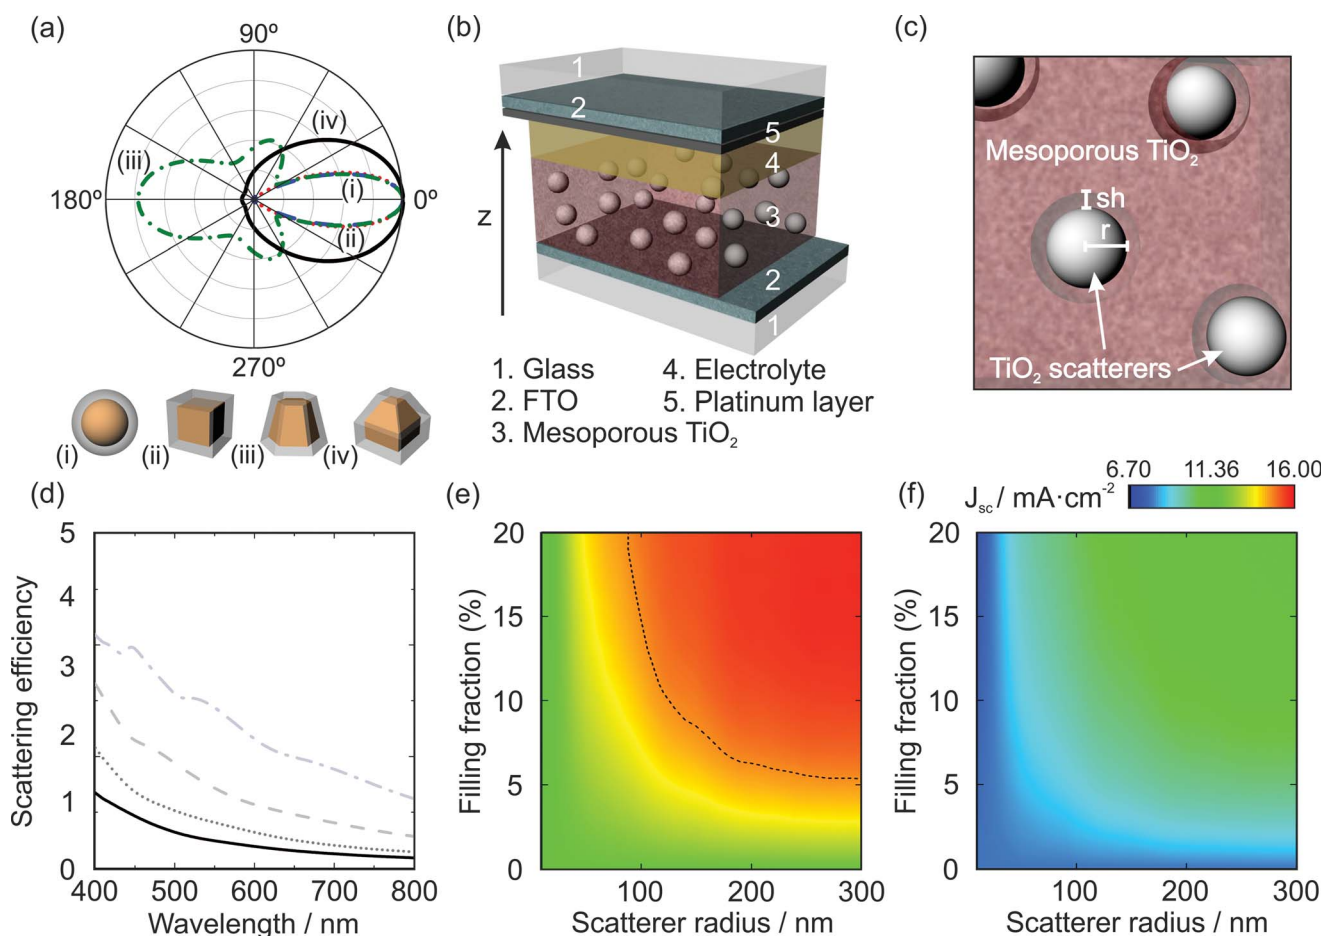 (a)
90º
(iv)
(iii)
(i)
180º
0º
(ii)
270º
(i)
(ii)
(iii)
(iv)
(b)
1
2
5
4
z
3
2
1
1. Glass
2. FTO
3. Mesoporous TiO₂
4. Electrolyte
5. Platinum layer
(c)
Mesoporous TiO₂
sh
r
TiO₂ scatterers
(d)
Scattering efficiency
5
4
3
2
1
0
400
500
600
700
800
Wavelength / nm
(e)
Filling fraction (%)
20
15
10
5
0
100
200
300
Scatterer radius / nm
(f)
6.70 11.36 16.00
Jsc / mA·cm⁻²
Filling fraction (%)
20
15
10
5
0
100
200
300
Scatterer radius / nm